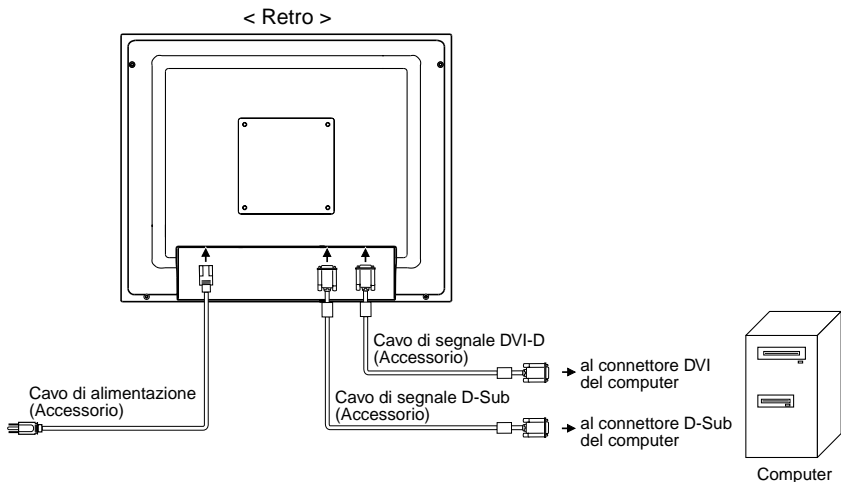 < Retro >
Cavo di segnale DVI-D
(Accessorio)
al connettore DVI
del computer
Cavo di alimentazione
(Accessorio)
Cavo di segnale D-Sub
(Accessorio)
al connettore D-Sub
del computer
Computer